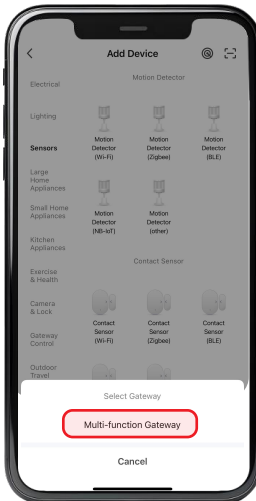 Add Device
Electrical
Lighting
Sensors
Large
Home
Appliances
Small Home
Appliances
Kitchen
Appliances
Exercise
& Health
Camera
& Lock
Gateway
Control
Outdoor
Travel
Motion Detector
Motion
Detector
(Wi-Fi)
Motion
Detector
(Zigbee)
Motion
Detector
(BLE)
Motion
Detector
(NB-IoT)
Motion
Detector
(other)
Contact Sensor
Contact
Sensor
(Wi-Fi)
Contact
Sensor
(Zigbee)
Contact
Sensor
(BLE)
Select Gateway
Multi-function Gateway
Cancel